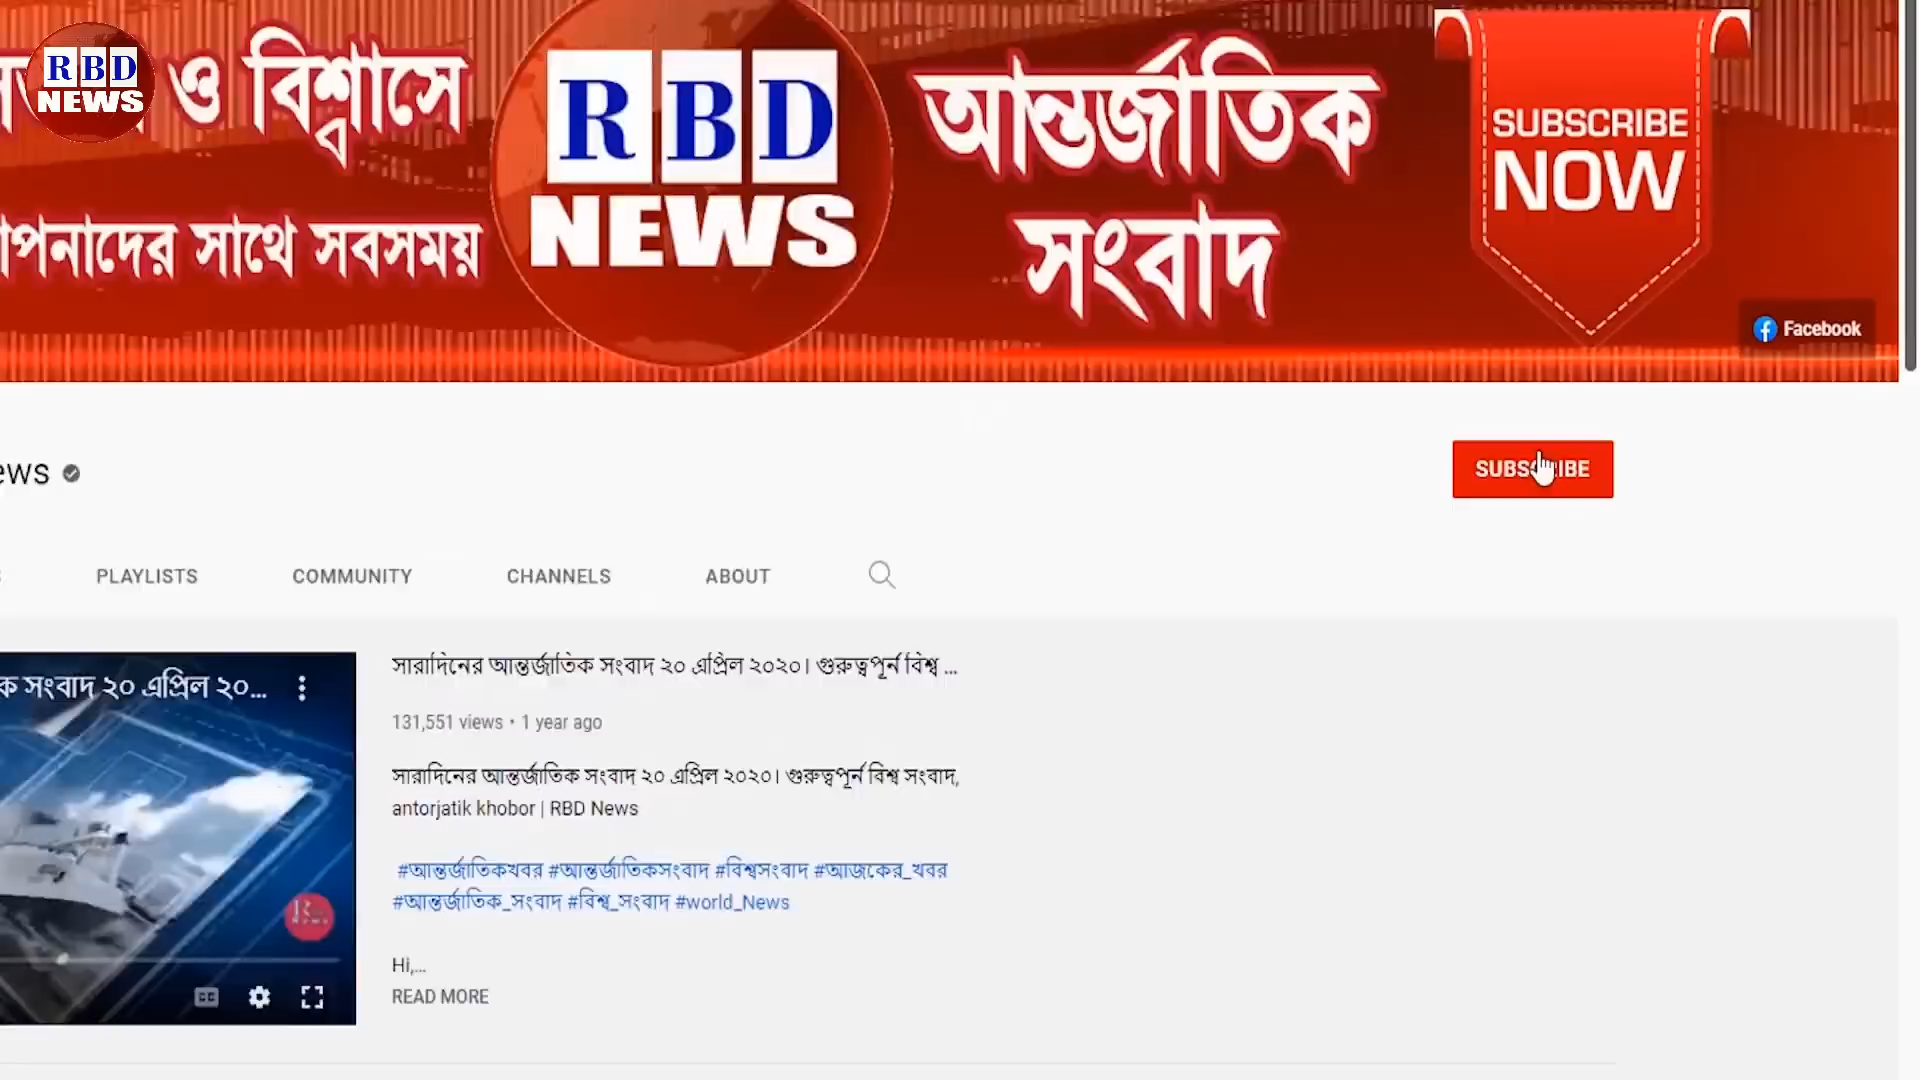 RBD
NEWS
ও বিশ্বাসে
সাথে সবসময়
RBD
NEWS
আন্তর্জাতিক
সংবাদ
SUBSCRIBE
NOW
Facebook
SUBSCRIBE
PLAYLISTS COMMUNITY CHANNELS ABOUT
সংবাদ ২০ এপ্রিল ২০...
সারাদিনের আন্তর্জাতিক সংবাদ ২০ এপ্রিল ২০২০। গুরুত্বপূর্ন বিশ্ব ...
131,551 views • 1 year ago
সারাদিনের আন্তর্জাতিক সংবাদ ২০ এপ্রিল ২০২০। গুরুত্বপূর্ন বিশ্ব সংবাদ,
antorjatik khobor | RBD News
#আন্তর্জাতিকখবর #আন্তর্জাতিকসংবাদ #বিশ্বসংবাদ #আজকের_খবর
#আন্তর্জাতিক_সংবাদ #বিশ্ব_সংবাদ #world_News
Hi,...
READ MORE
CC